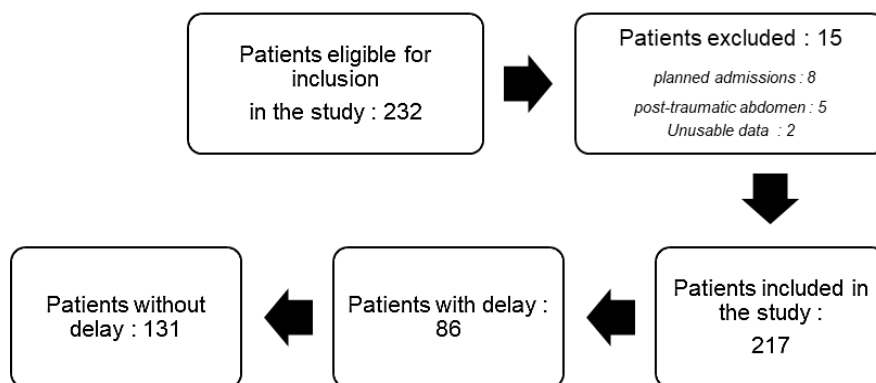 Patients eligible for
inclusion
in the study : 232
Patients excluded : 15
planned admissions : 8
post-traumatic abdomen : 5
Unusable data : 2
Patients included in
the study :
217
Patients with delay :
86
Patients without
delay : 131